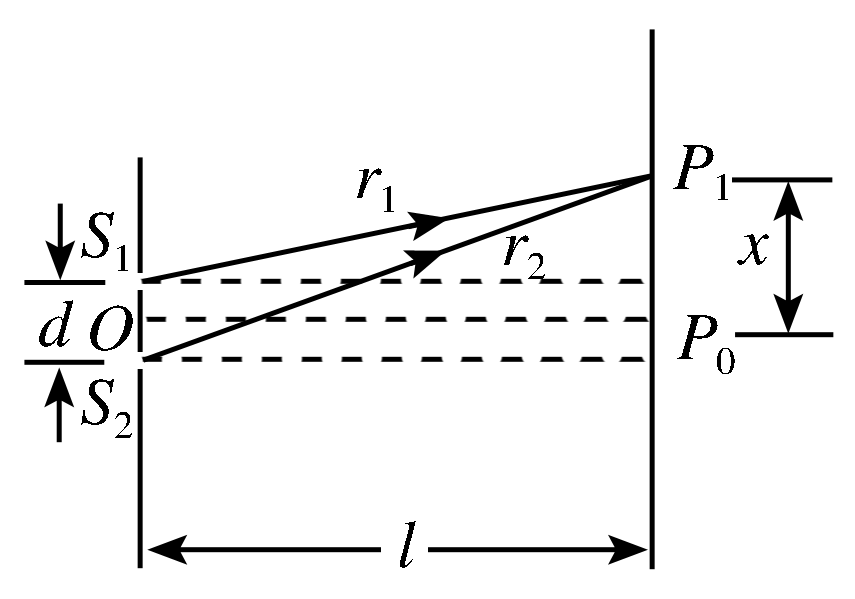 r₁
P₁
S₁
r₂
x
d O
P₀
S₂
l